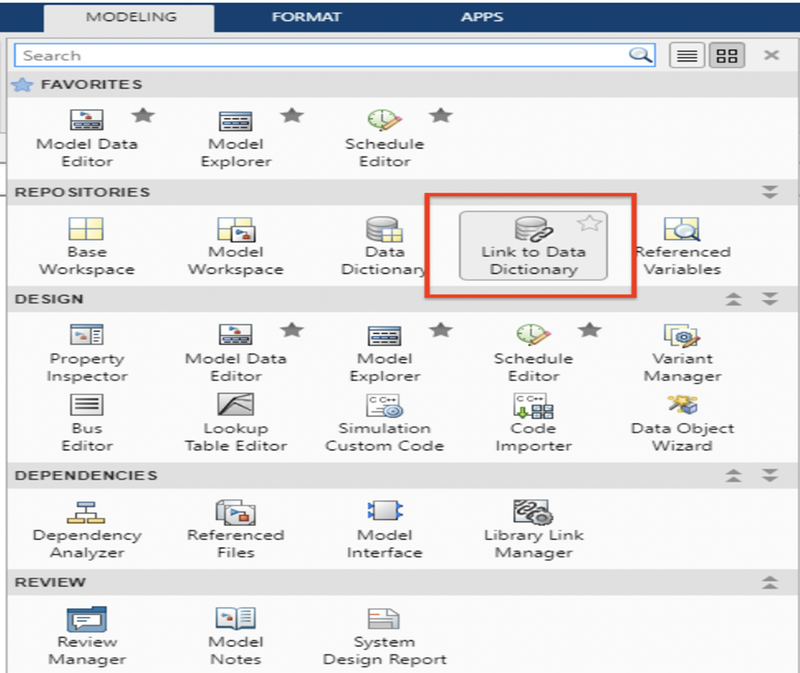 MODELING FORMAT APPS
Search
FAVORITES
Model Data Model Schedule
Editor Explorer Editor
REPOSITORIES
Base Model Data Link to Data Referenced
Workspace Workspace Dictionary Dictionary Variables
DESIGN
Property Model Data Model Schedule Variant
Inspector Editor Explorer Editor Manager
C C++ C C++
Bus Lookup Simulation Code Data Object
Editor Table Editor Custom Code Importer Wizard
DEPENDENCIES
Dependency Referenced Model Library Link
Analyzer Files Interface Manager
REVIEW
Review Model System
Manager Notes Design Report